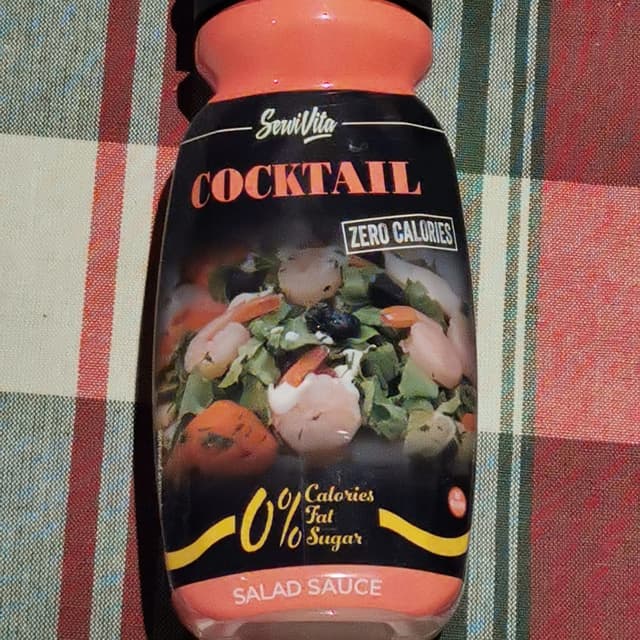 ServiVita
COCKTAIL
ZERO CALORIES
0% Calories
Fat
Sugar
SALAD SAUCE